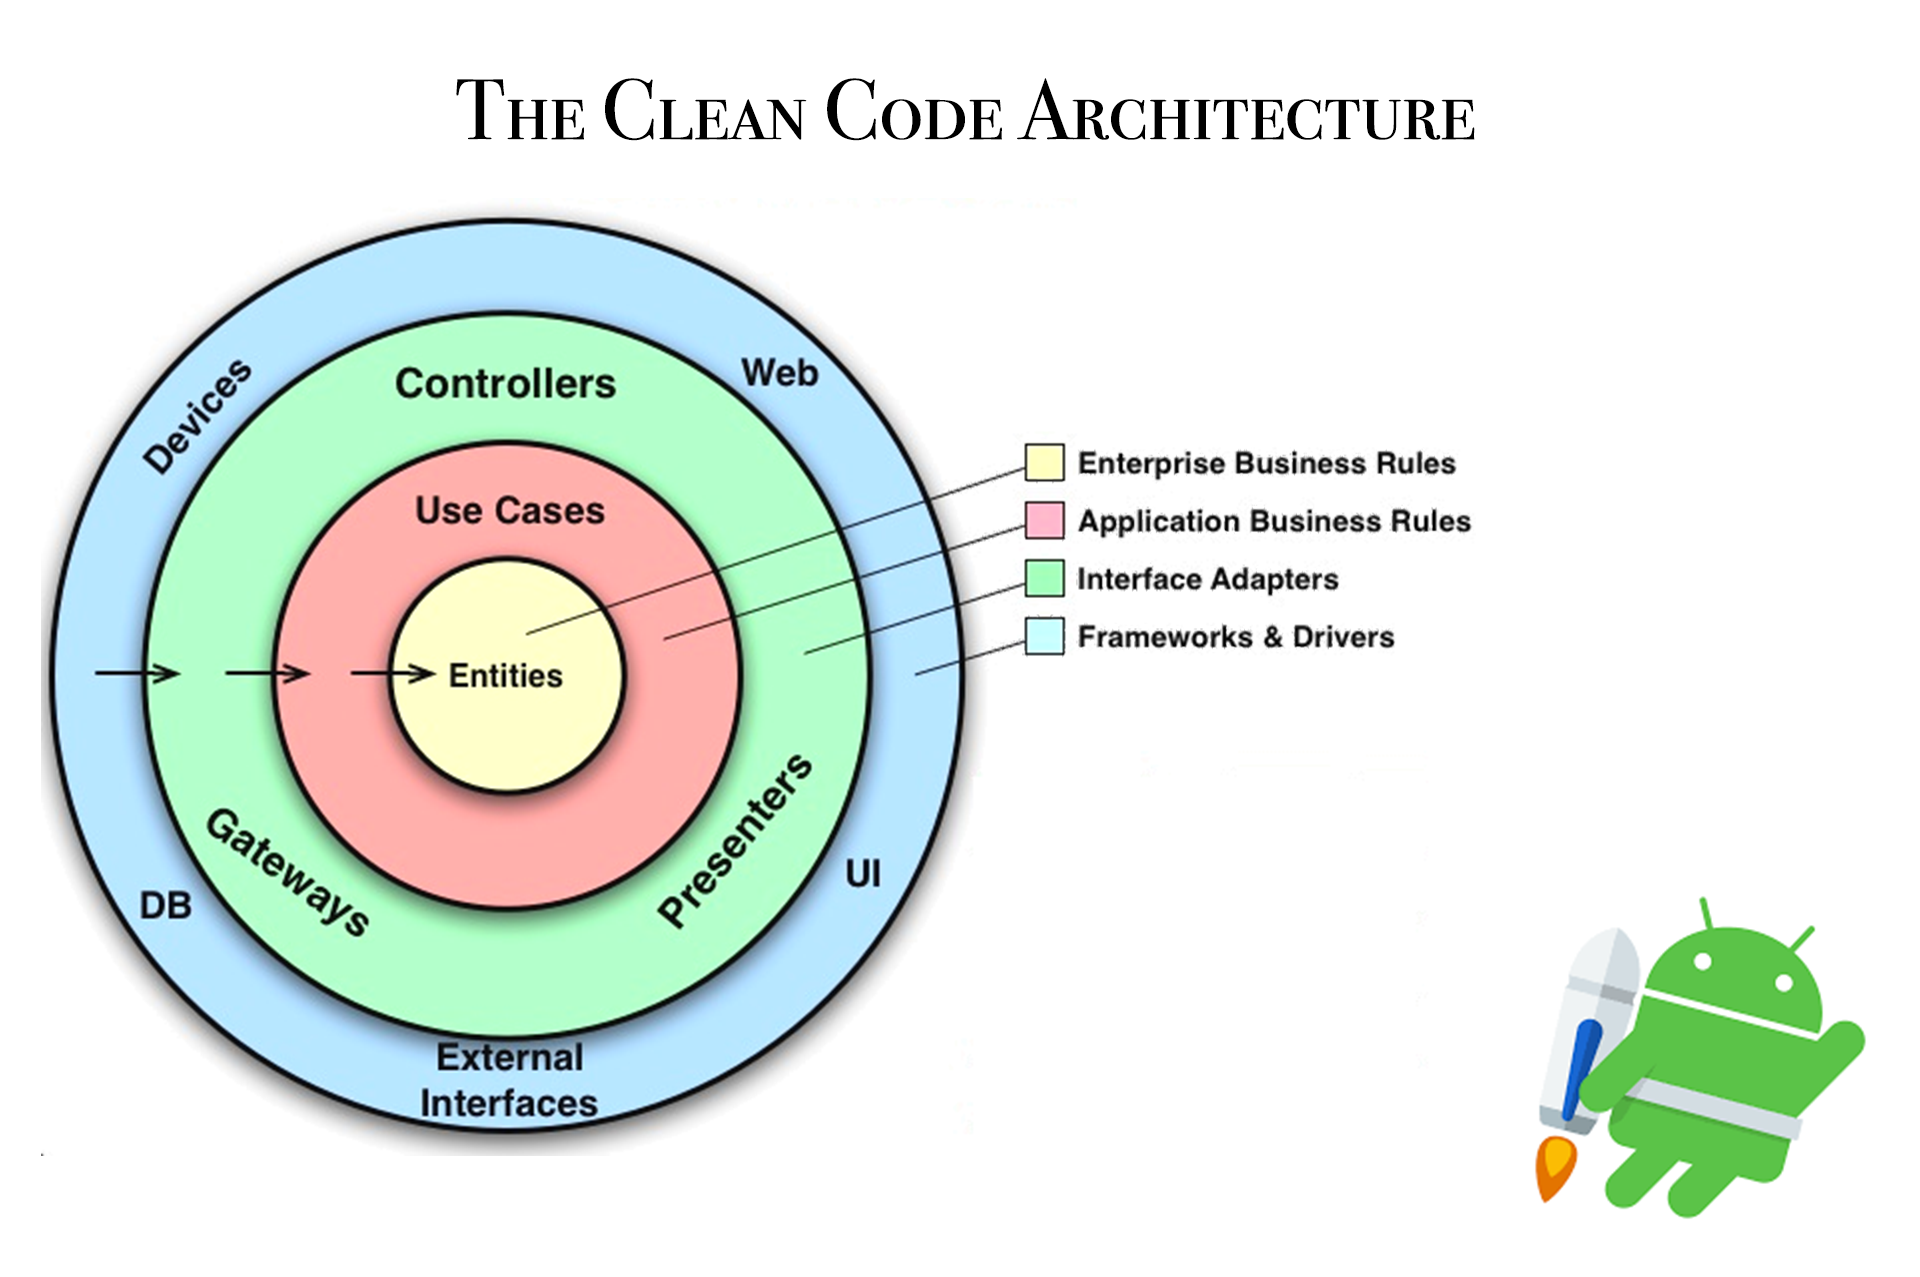 The Clean Code Architecture
Devices
Web
Controllers
Use Cases
Entities
Gateways
Presenters
DB
UI
External
Interfaces
Enterprise Business Rules
Application Business Rules
Interface Adapters
Frameworks & Drivers